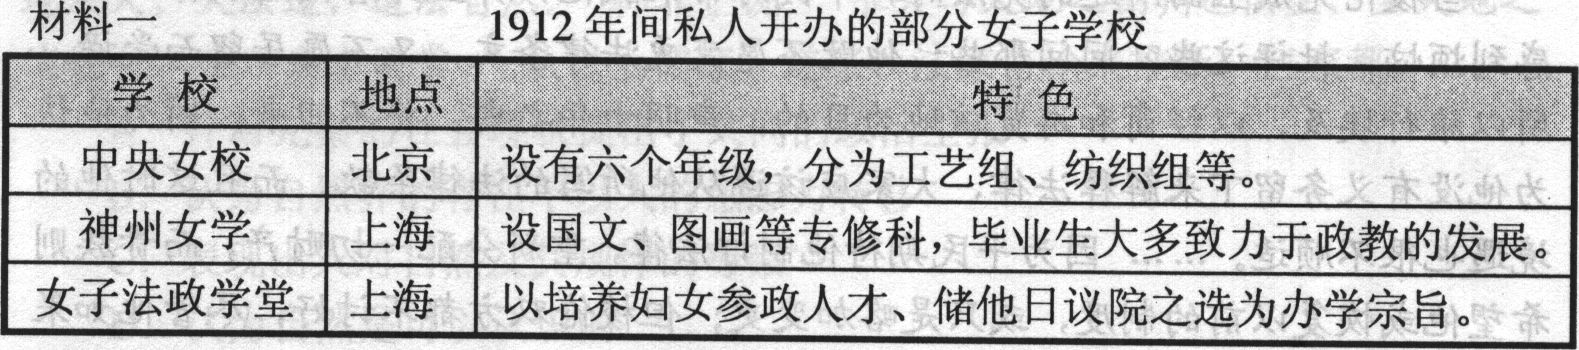 材料一 1912 年间私人开办的部分女子学校
学 校 地点 特 色
中央女校 北京 设有六个年级，分为工艺组、纺织组等。
神州女学 上海 设国文、图画等专修科，毕业生大多致力于政教的发展。
女子法政学堂 上海 以培养妇女参政人才、储他日议院之选为办学宗旨。